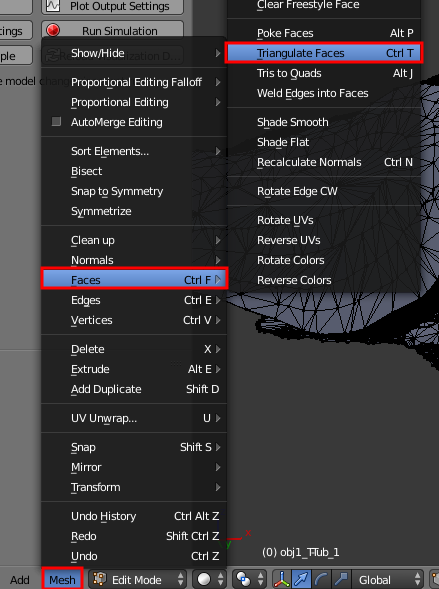 Plot Output Settings
tings
Run Simulation
ple
e model change
Show/Hide
Proportional Editing Falloff
Proportional Editing
AutoMerge Editing
Sort Elements...
Bisect
Snap to Symmetry
Symmetrize
Clean up
Normals
Faces Ctrl F
Edges Ctrl E
Vertices Ctrl V
Delete X
Extrude Alt E
Add Duplicate Shift D
UV Unwrap... U
Snap Shift S
Mirror
Transform
Undo History Ctrl Alt Z
Redo Shift Ctrl Z
Undo Ctrl Z
Clear Freestyle Face
Poke Faces Alt P
Triangulate Faces Ctrl T
Tris to Quads Alt J
Weld Edges into Faces
Shade Smooth
Shade Flat
Recalculate Normals Ctrl N
Rotate Edge CW
Rotate UVs
Reverse UVs
Rotate Colors
Reverse Colors
(0) obj1_TTub_1
Add Mesh Edit Mode Global